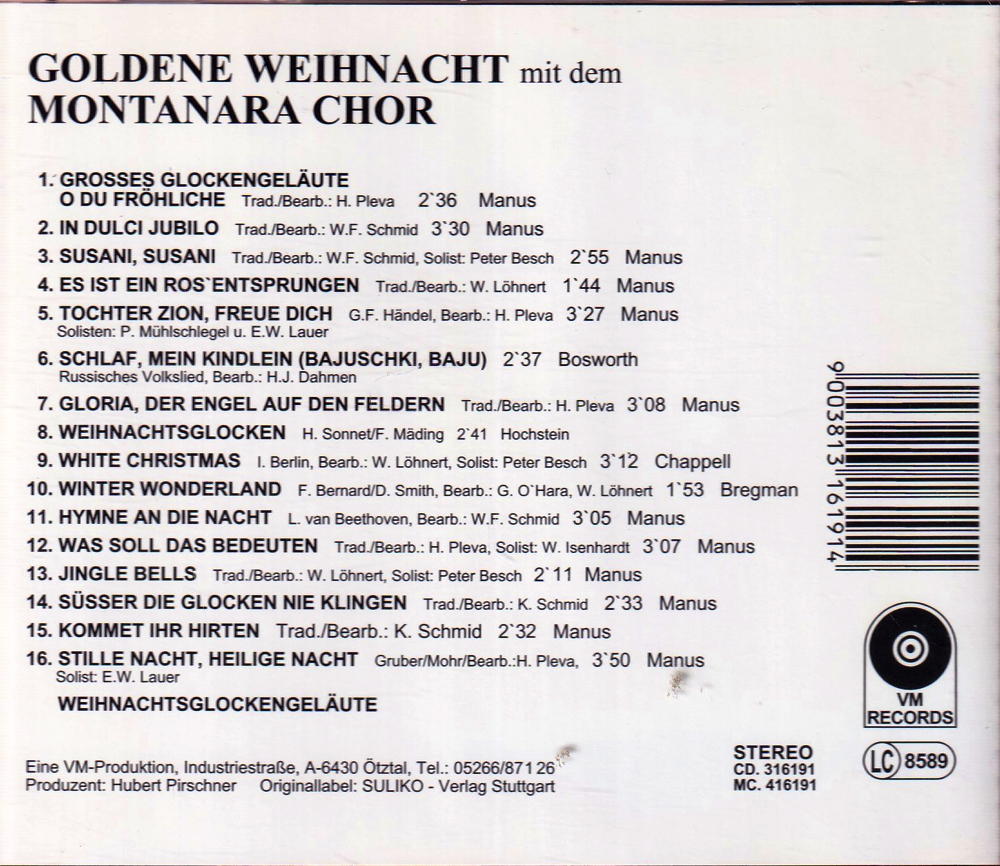 GOLDENE WEIHNACHT mit dem
MONTANARA CHOR
1. GROSSES GLOCKENGELÄUTE
O DU FRÖHLICHE Trad./Bearb.: H. Pleva 2`36 Manus
2. IN DULCI JUBILO Trad./Bearb.: W.F. Schmid 3`30 Manus
3. SUSANI, SUSANI Trad./Bearb.: W.F. Schmid, Solist: Peter Besch 2`55 Manus
4. ES IST EIN ROS`ENTSPRUNGEN Trad./Bearb.: W. Löhnert 1`44 Manus
5. TOCHTER ZION, FREUE DICH G.F. Händel, Bearb.: H. Pleva 3`27 Manus
Solisten: P. Mühlschlegel u. E.W. Lauer
6. SCHLAF, MEIN KINDLEIN (BAJUSCHKI, BAJU) 2`37 Bosworth
Russisches Volkslied, Bearb.: H.J. Dahmen
7. GLORIA, DER ENGEL AUF DEN FELDERN Trad./Bearb.: H. Pleva 3`08 Manus
8. WEIHNACHTSGLOCKEN H. Sonnet/F. Mäding 2`41 Hochstein
9. WHITE CHRISTMAS I. Berlin, Bearb.: W. Löhnert, Solist: Peter Besch 3`12 Chappell
10. WINTER WONDERLAND F. Bernard/D. Smith, Bearb.: G. O`Hara, W. Löhnert 1`53 Bregman
11. HYMNE AN DIE NACHT L. van Beethoven, Bearb.: W.F. Schmid 3`05 Manus
12. WAS SOLL DAS BEDEUTEN Trad./Bearb.: H. Pleva, Solist: W. Isenhardt 3`07 Manus
13. JINGLE BELLS Trad./Bearb.: W. Löhnert, Solist: Peter Besch 2`11 Manus
14. SÜSSER DIE GLOCKEN NIE KLINGEN Trad./Bearb.: K. Schmid 2`33 Manus
15. KOMMET IHR HIRTEN Trad./Bearb.: K. Schmid 2`32 Manus
16. STILLE NACHT, HEILIGE NACHT Gruber/Mohr/Bearb.:H. Pleva, 3`50 Manus
Solist: E.W. Lauer
WEIHNACHTSGLOCKENGELÄUTE
9003813161914
VM
RECORDS
Eine VM-Produktion, Industriestraße, A-6430 Ötztal, Tel.: 05266/87126
Produzent: Hubert Pirschner Originallabel: SULIKO - Verlag Stuttgart
STEREO
CD. 316191
MC. 416191
LC 8589